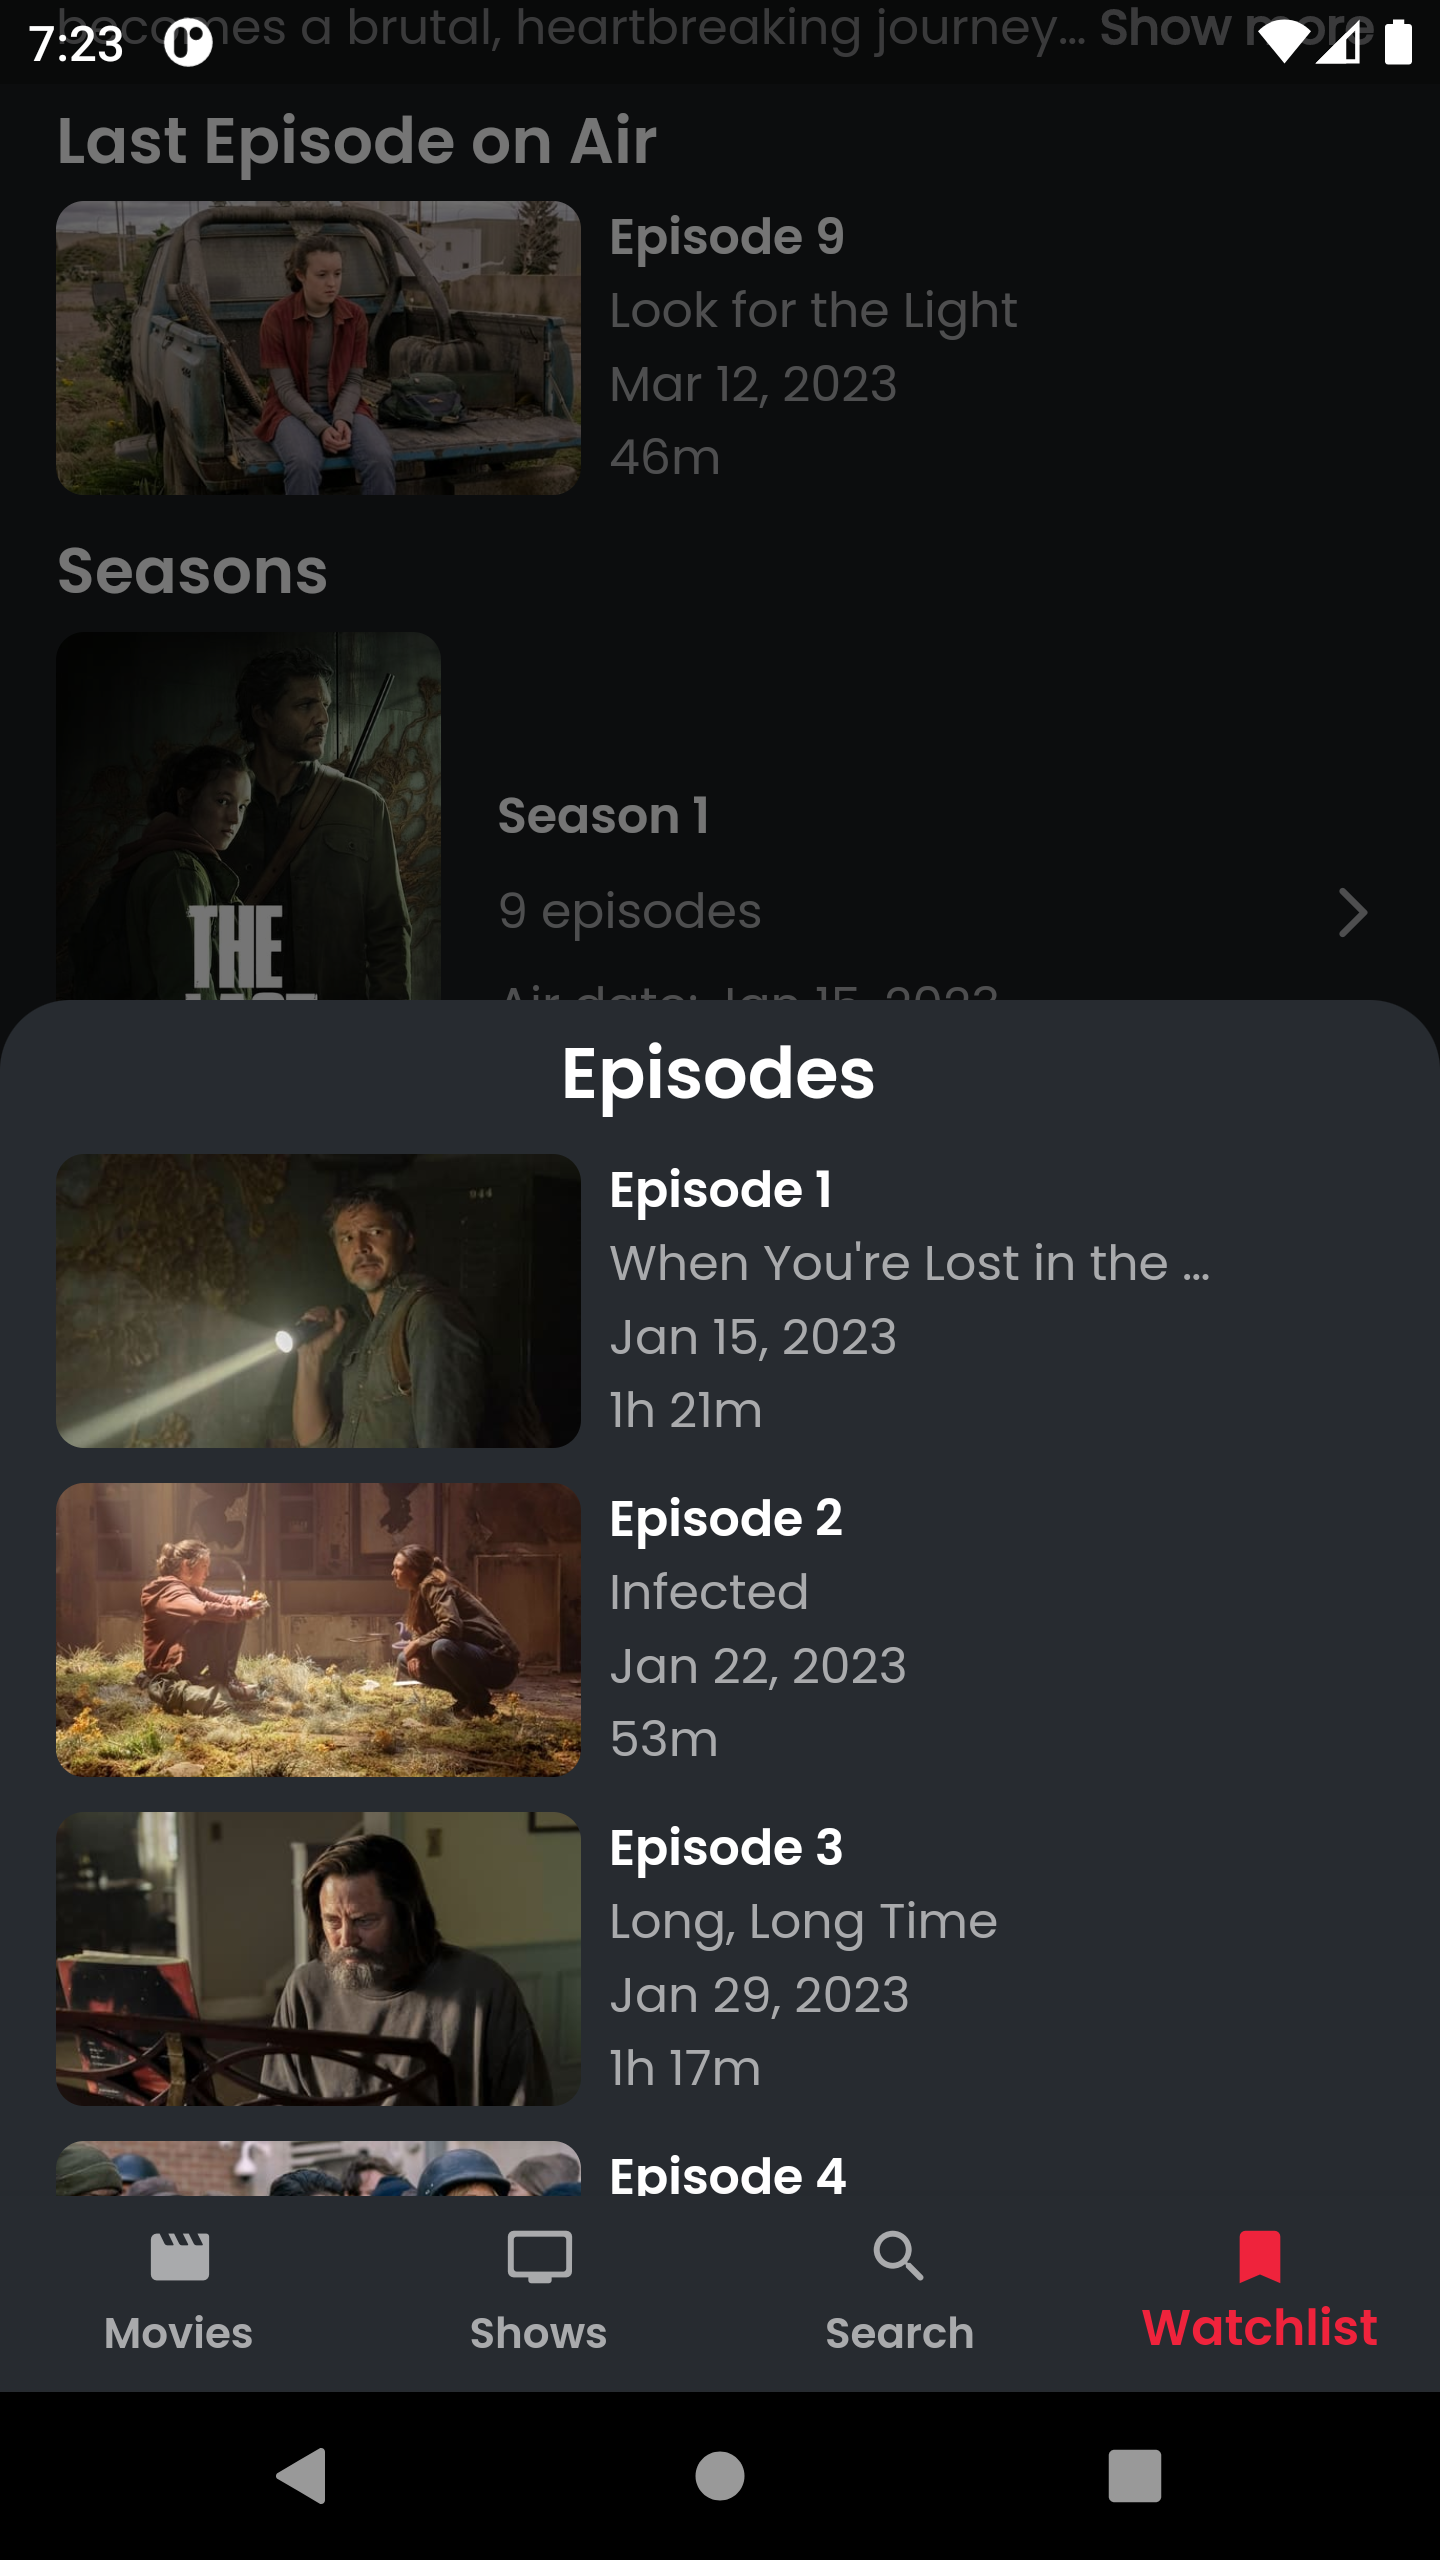 becomes a brutal, heartbreaking journey... Show more
7:23
Last Episode on Air
Episode 9
Look for the Light
Mar 12, 2023
46m
Seasons
THE
LAST
Season 1
9 episodes
Air date: Jan 15, 2023
Episodes
944
Episode 1
When You're Lost in the ...
Jan 15, 2023
1h 21m
Episode 2
Infected
Jan 22, 2023
53m
Episode 3
Long, Long Time
Jan 29, 2023
1h 17m
Episode 4
Movies
Shows
Search
Watchlist